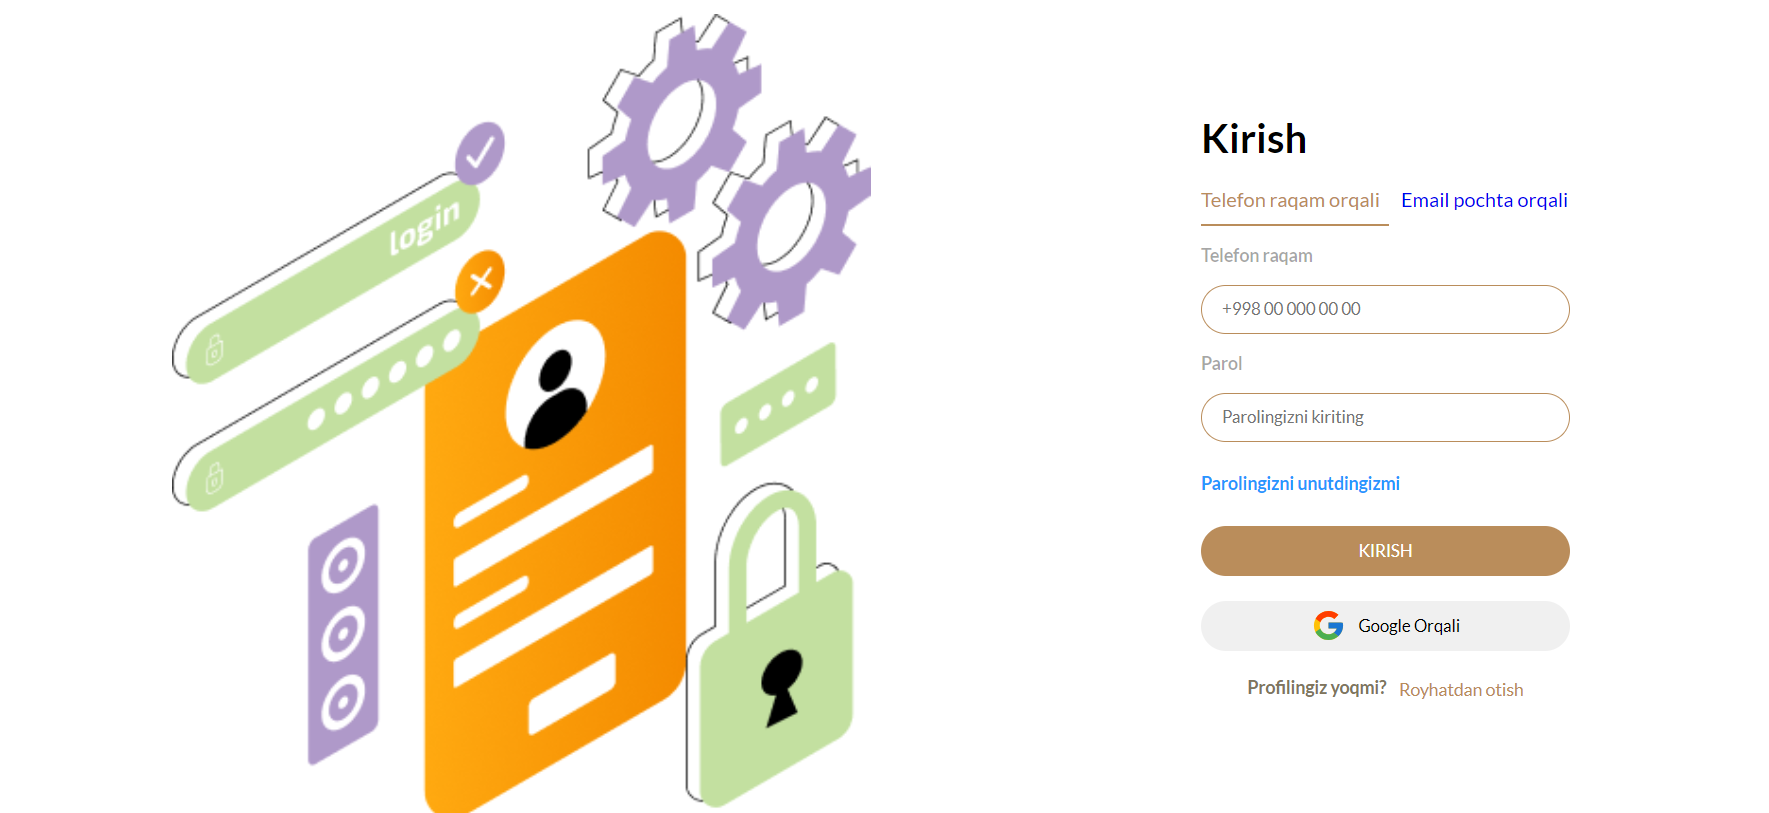 login
Kirish
Telefon raqam orqali Email pochta orqali
Telefon raqam
+998 00 000 00 00
Parol
Parolingizni kiriting
Parolingizni unutdingizmi
KIRISH
Google Orqali
Profilingiz yoqmi? Royhatdan otish